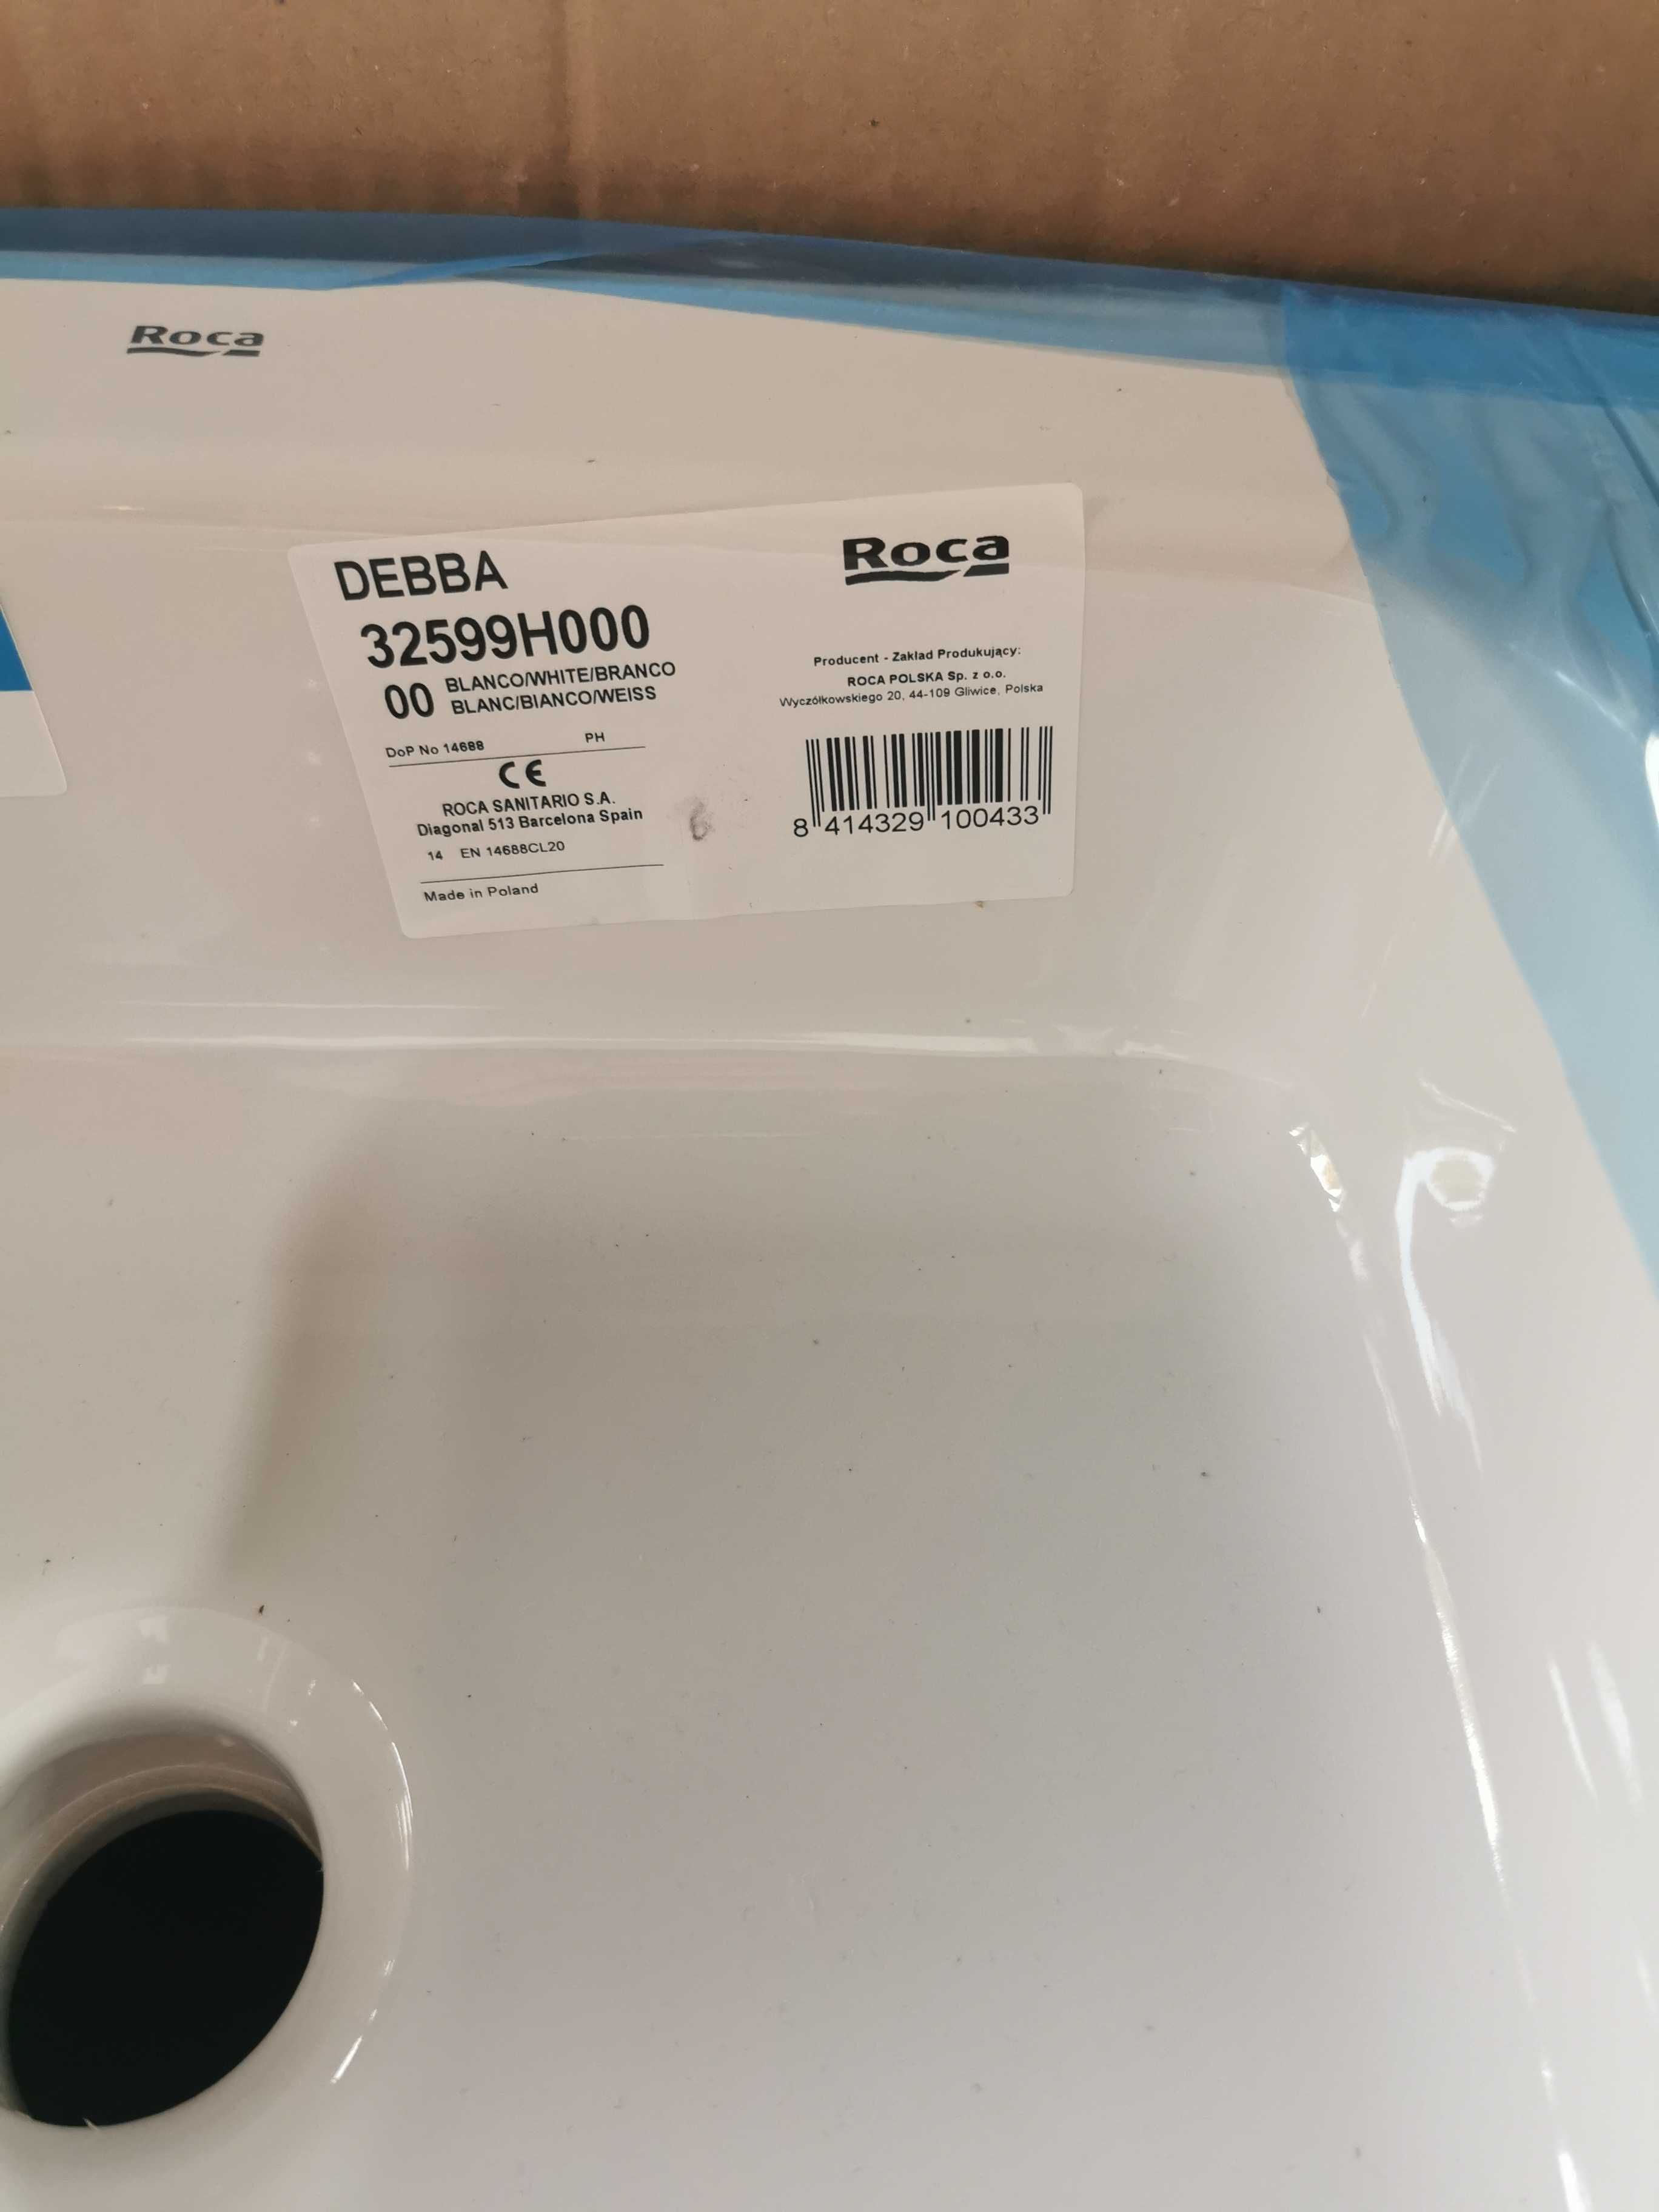 Roca
DEBBA
32599H000
00 BLANCO/WHITE/BRANCO
BLANC/BIANCO/WEISS
DoP No 14688 PH
CE
ROCA SANITARIO S.A.
Diagonal 513 Barcelona Spain
14 EN 14688CL20
Made in Poland
Roca
Producent - Zakład Produkujący:
ROCA POLSKA Sp. z o.o.
Wyczółkowskiego 20, 44-109 Gliwice, Polska
8 414329 100433
6